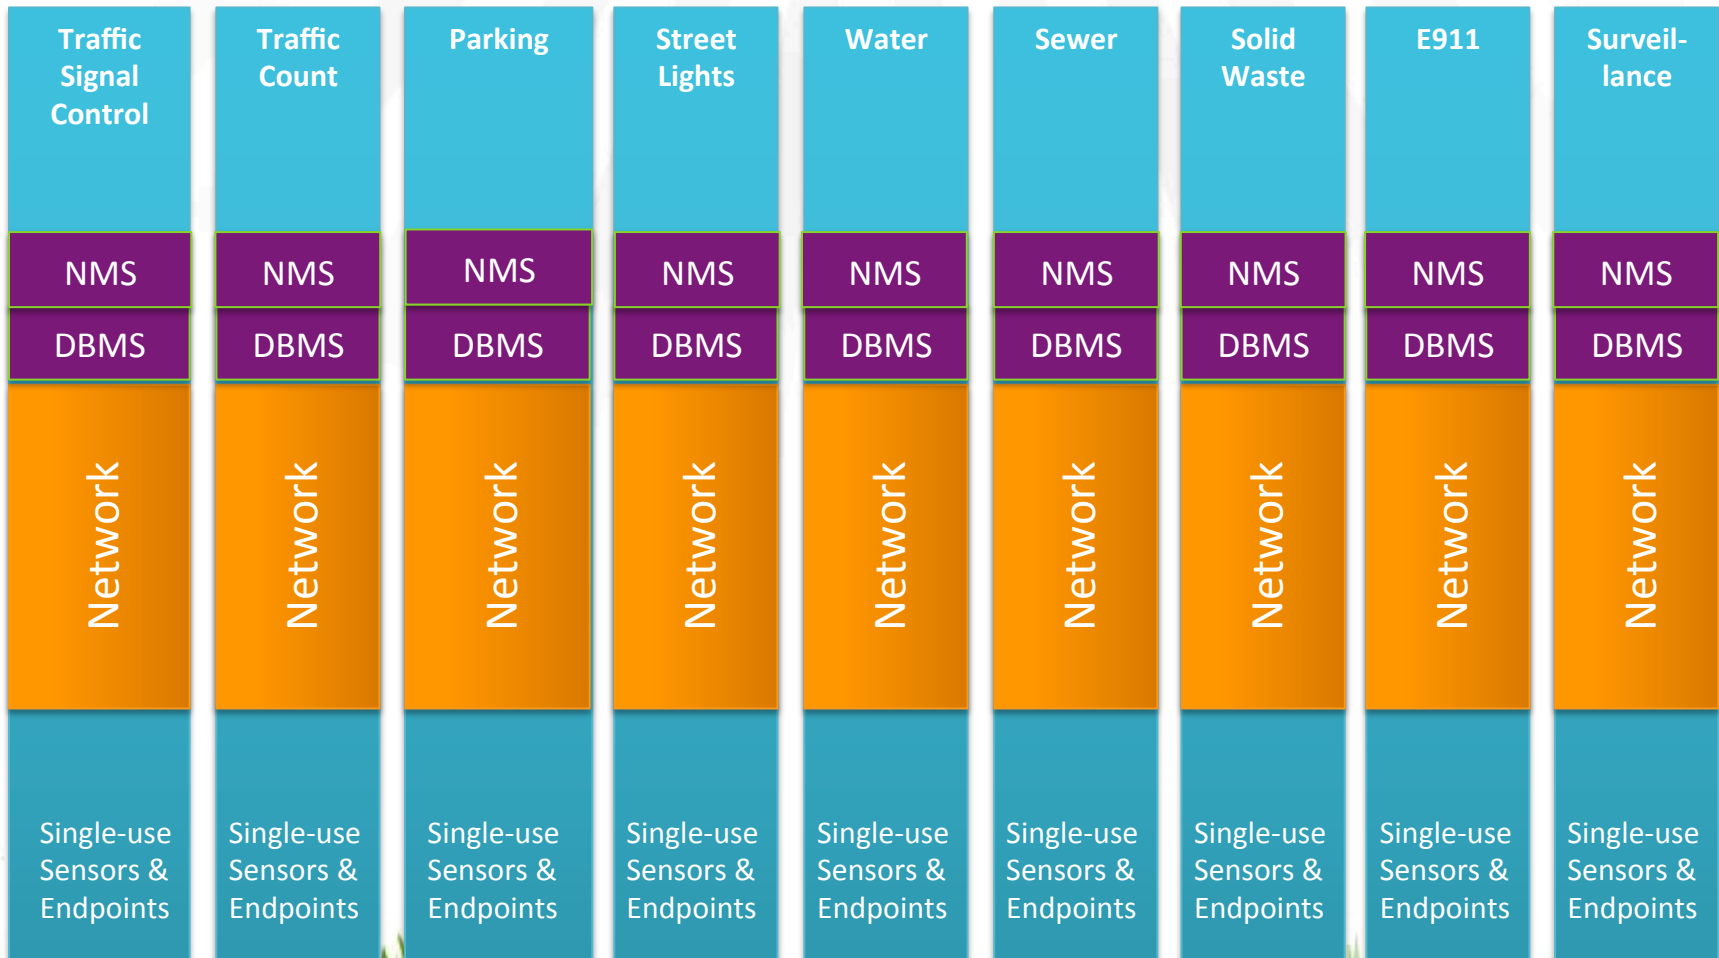 Traffic
Signal
Control
Traffic
Count
Parking
Street
Lights
Water
Sewer
Solid
Waste
E911
Surveil-
lance
NMS
NMS
NMS
NMS
NMS
NMS
NMS
NMS
NMS
DBMS
DBMS
DBMS
DBMS
DBMS
DBMS
DBMS
DBMS
DBMS
Network
Network
Network
Network
Network
Network
Network
Network
Network
Single-use
Sensors &
Endpoints
Single-use
Sensors &
Endpoints
Single-use
Sensors &
Endpoints
Single-use
Sensors &
Endpoints
Single-use
Sensors &
Endpoints
Single-use
Sensors &
Endpoints
Single-use
Sensors &
Endpoints
Single-use
Sensors &
Endpoints
Single-use
Sensors &
Endpoints